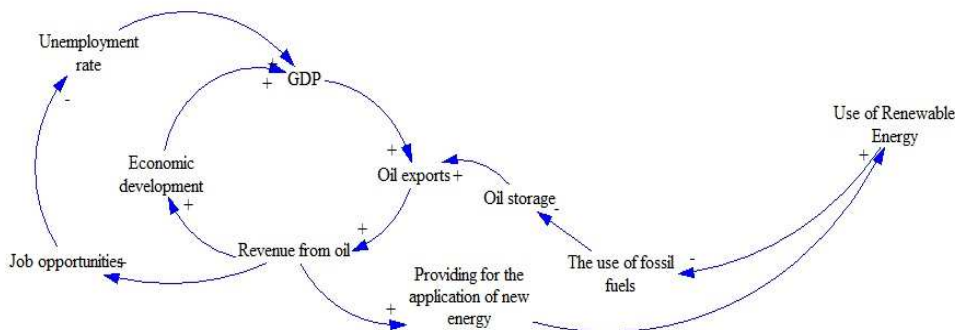 Unemployment
rate
+
+
GDP
-
Use of Renewable
Energy
+
+
Economic
development
Oil exports+
Oil storage-
+
+
Job opportunities+
Revenue from oil
-
The use of fossil
fuels
Providing for the
application of new
energy
+